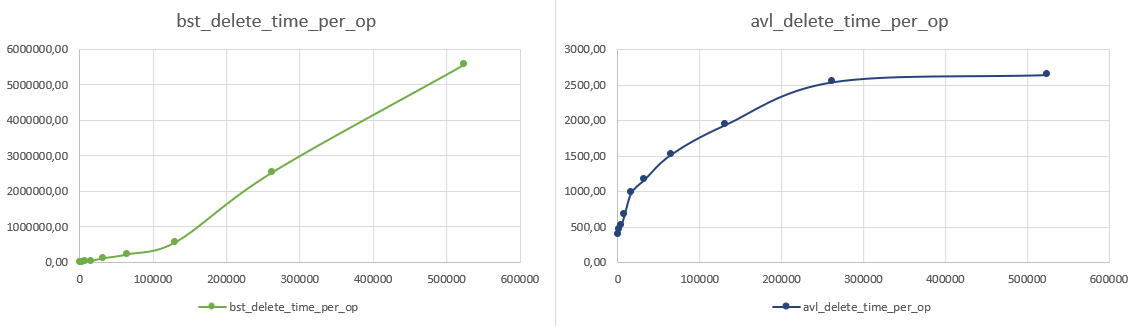 bst_delete_time_per_op
6000000,00
5000000,00
4000000,00
3000000,00
2000000,00
1000000,00
0,00
0 100000 200000 300000 400000 500000 600000
bst_delete_time_per_op
avl_delete_time_per_op
3000,00
2500,00
2000,00
1500,00
1000,00
500,00
0,00
0 100000 200000 300000 400000 500000 600000
avl_delete_time_per_op